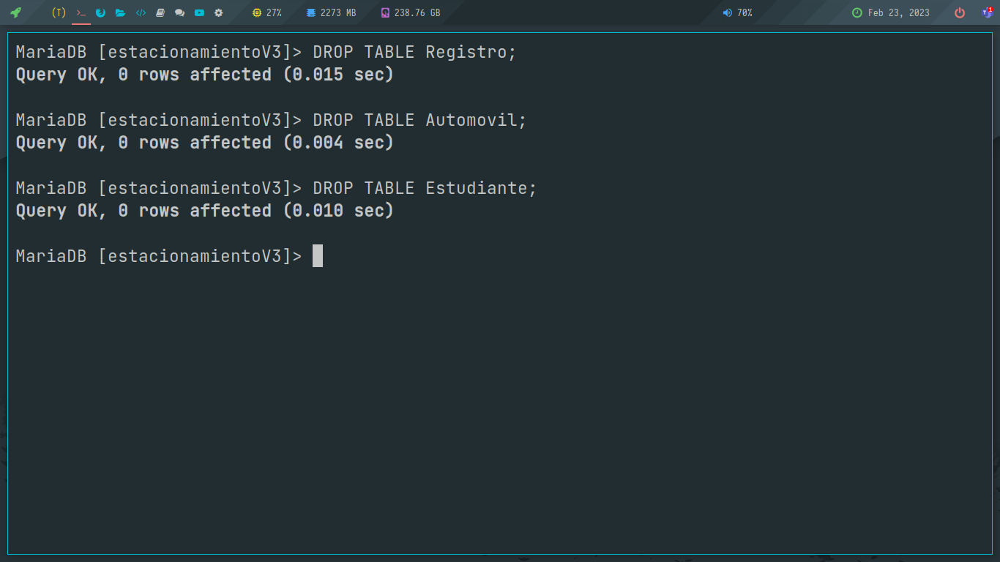 (T) 27% 2273 MB 238.76 GB 70% Feb 23, 2023 1
MariaDB [estacionamientoV3]> DROP TABLE Registro;
Query OK, 0 rows affected (0.015 sec)
MariaDB [estacionamientoV3]> DROP TABLE Automovil;
Query OK, 0 rows affected (0.004 sec)
MariaDB [estacionamientoV3]> DROP TABLE Estudiante;
Query OK, 0 rows affected (0.010 sec)
MariaDB [estacionamientoV3]>